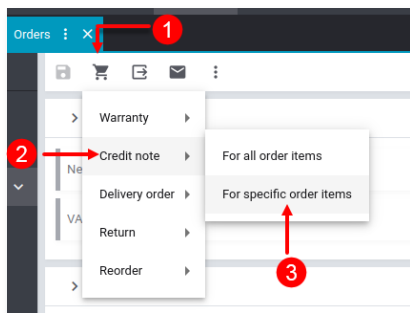 Orders
1
Warranty
2
Credit note
For all order items
Ne
Delivery order
For specific order items
VA
Return
3
Reorder